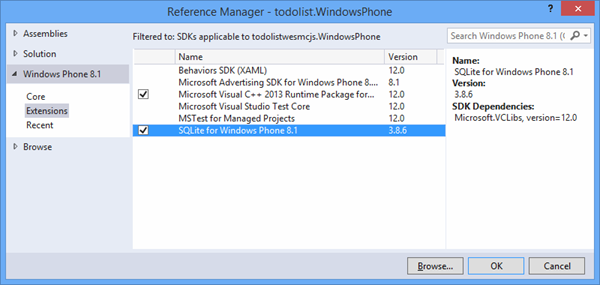 Reference Manager - todolist.WindowsPhone
? ×
Assemblies
Solution
Windows Phone 8.1
Core
Extensions
Recent
Browse
Filtered to: SDKs applicable to todolistwesmcjs.WindowsPhone
Name Version
Behaviors SDK (XAML) 12.0
Microsoft Advertising SDK for Windows Phone 8.... 8.1
Microsoft Visual C++ 2013 Runtime Package for... 12.0
Microsoft Visual Studio Test Core 12.0
MSTest for Managed Projects 12.0
SQLite for Windows Phone 8.1 3.8.6
Search Windows Phone 8.1 (
Name:
SQLite for Windows Phone 8.1
Version:
3.8.6
SDK Dependencies:
Microsoft.VCLibs, version=12.0
Browse... OK Cancel